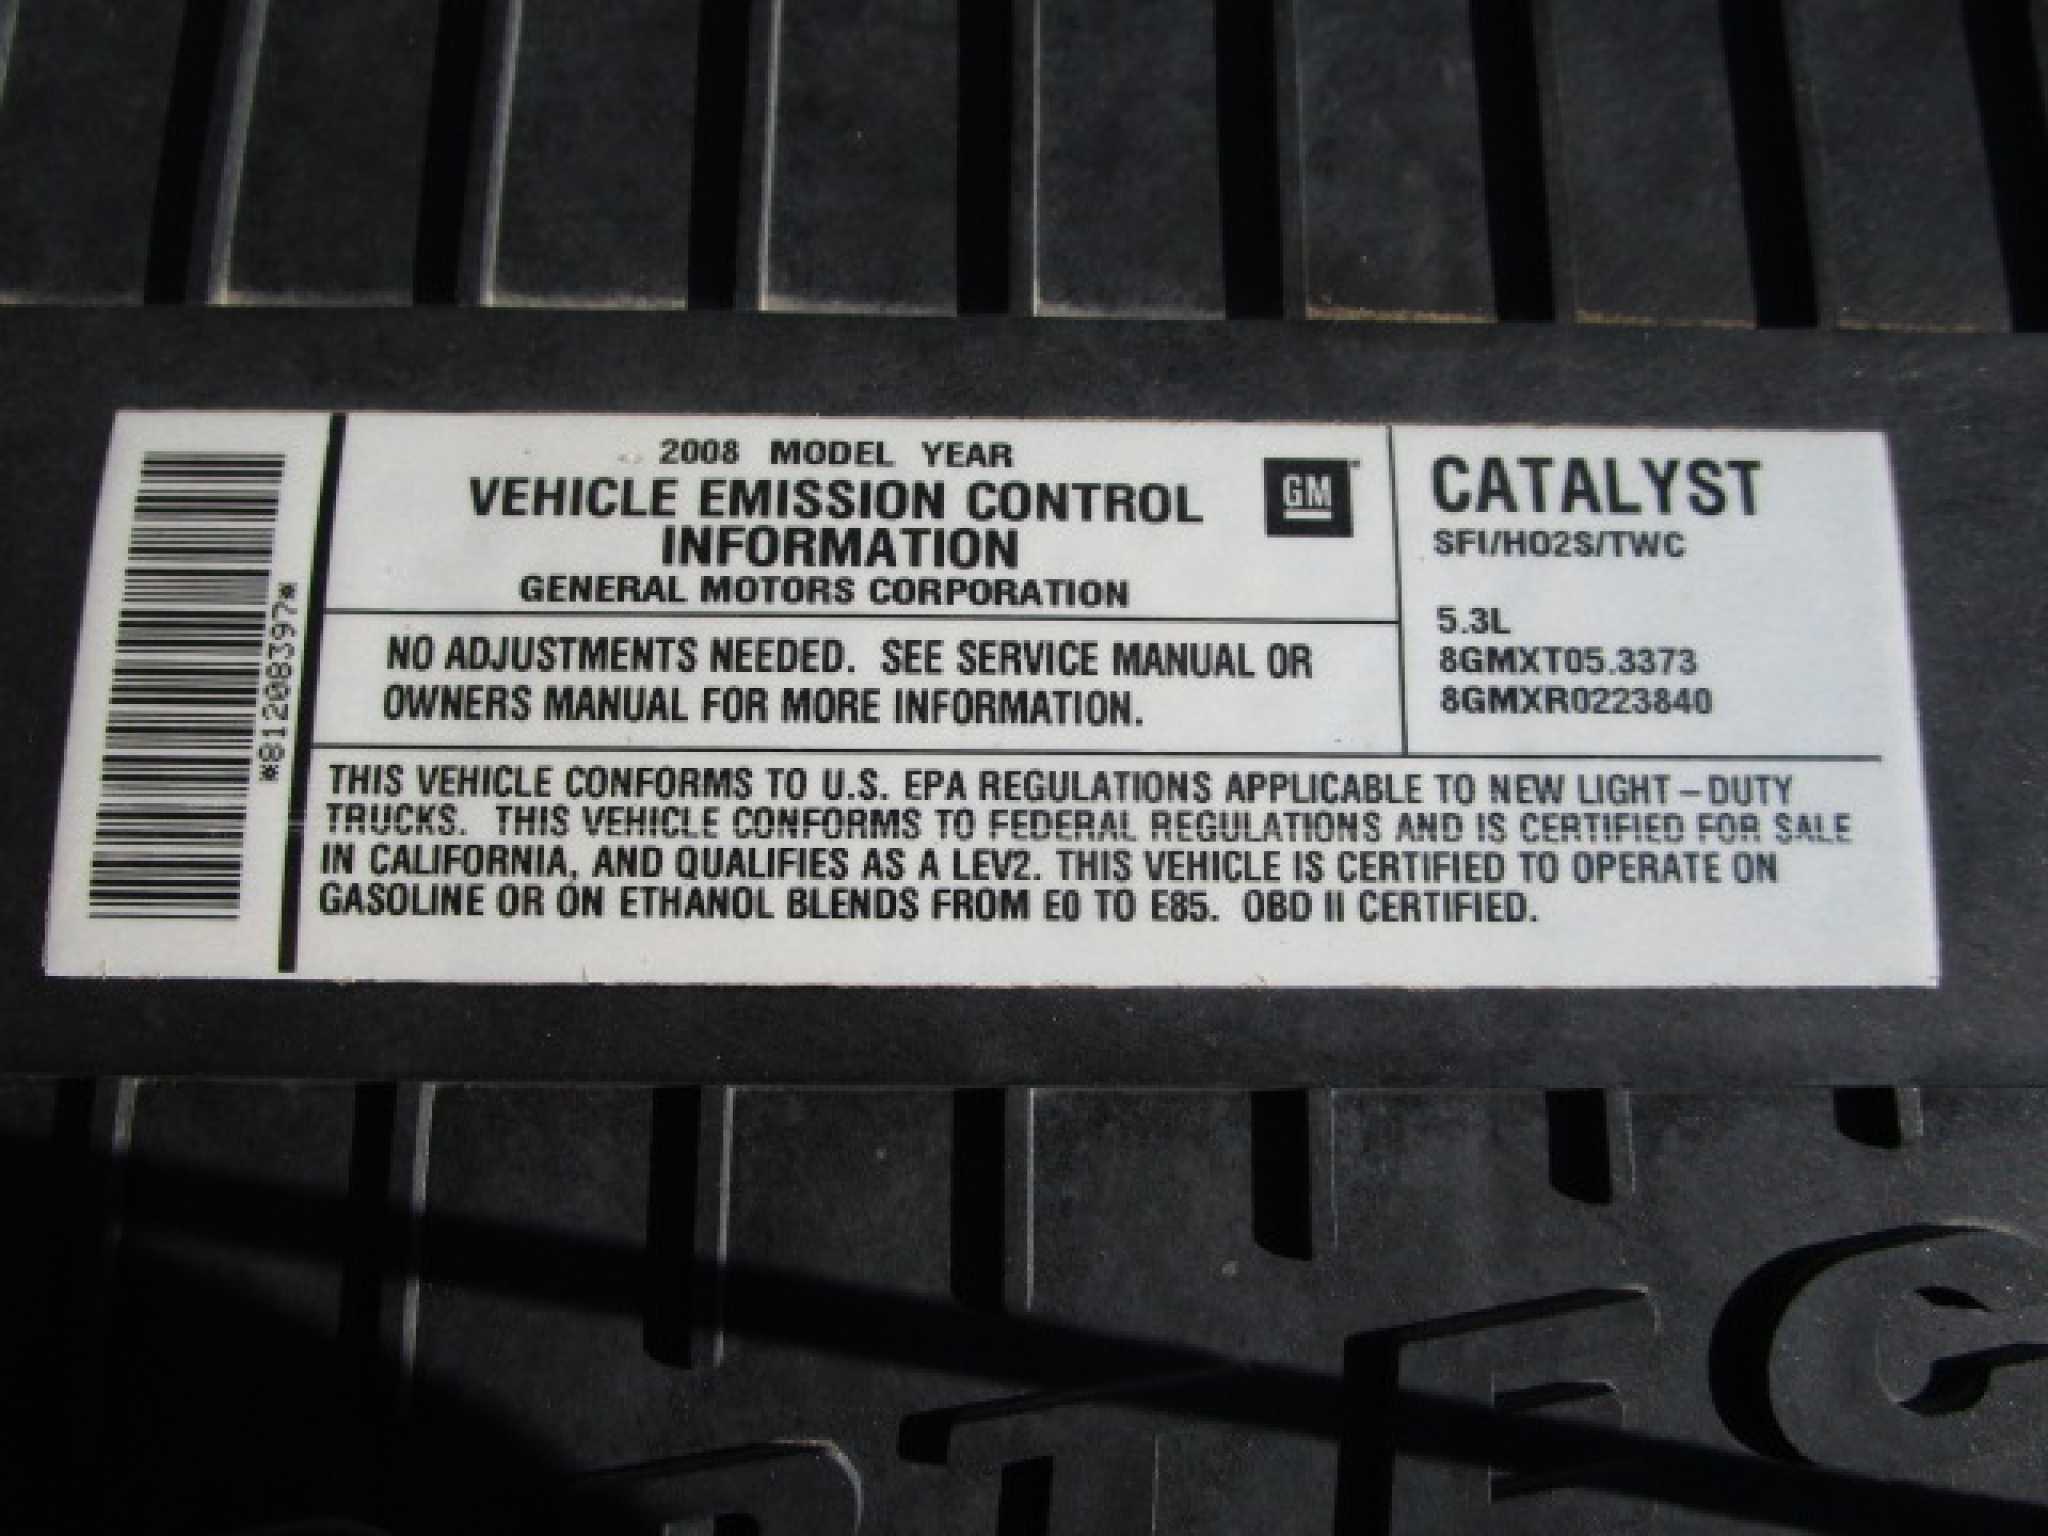 *81208397*
2008 MODEL YEAR
VEHICLE EMISSION CONTROL
INFORMATION
GENERAL MOTORS CORPORATION
GM
NO ADJUSTMENTS NEEDED. SEE SERVICE MANUAL OR
OWNERS MANUAL FOR MORE INFORMATION.
CATALYST
SFI/HO2S/TWC
5.3L
8GMXT05.3373
8GMXR0223840
THIS VEHICLE CONFORMS TO U.S. EPA REGULATIONS APPLICABLE TO NEW LIGHT-DUTY
TRUCKS. THIS VEHICLE CONFORMS TO FEDERAL REGULATIONS AND IS CERTIFIED FOR SALE
IN CALIFORNIA, AND QUALIFIES AS A LEV2. THIS VEHICLE IS CERTIFIED TO OPERATE ON
GASOLINE OR ON ETHANOL BLENDS FROM E0 TO E85. OBD II CERTIFIED.